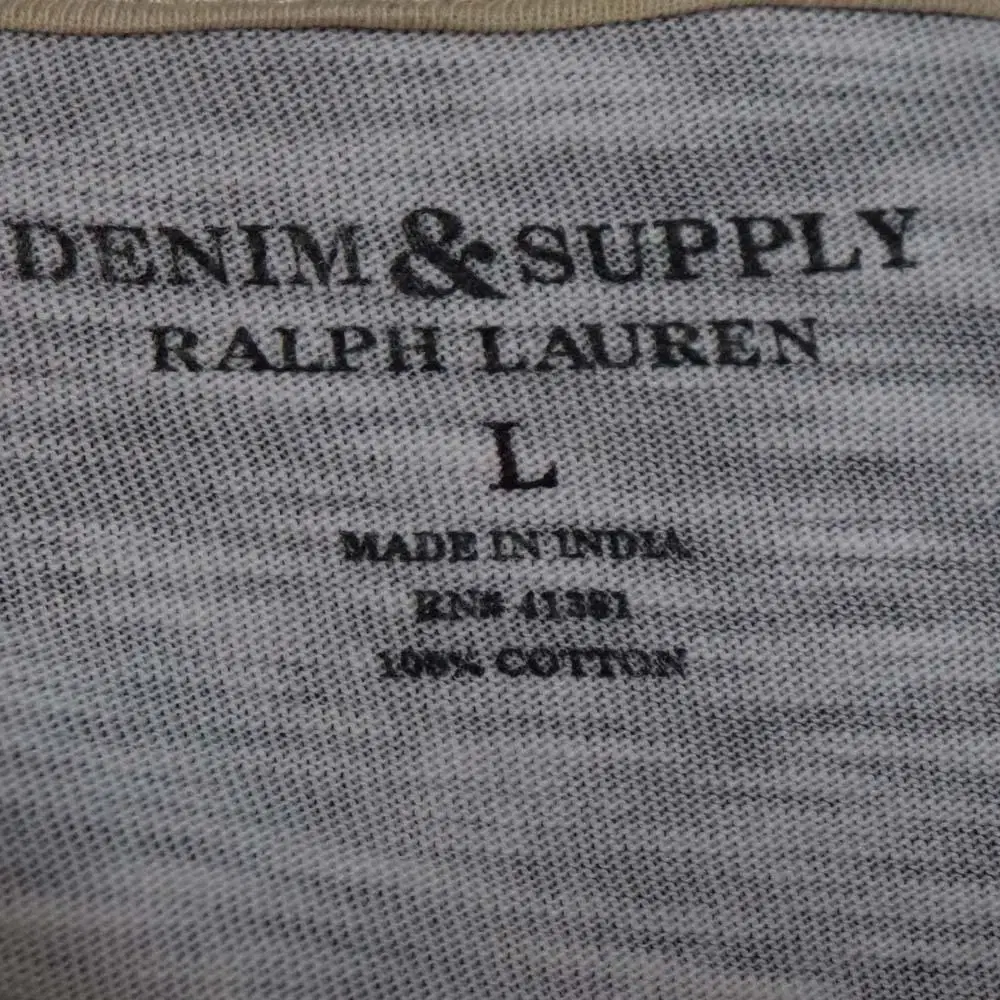 DENIM & SUPPLY
RALPH LAUREN
L
MADE IN INDIA
RN# 41381
100% COTTON